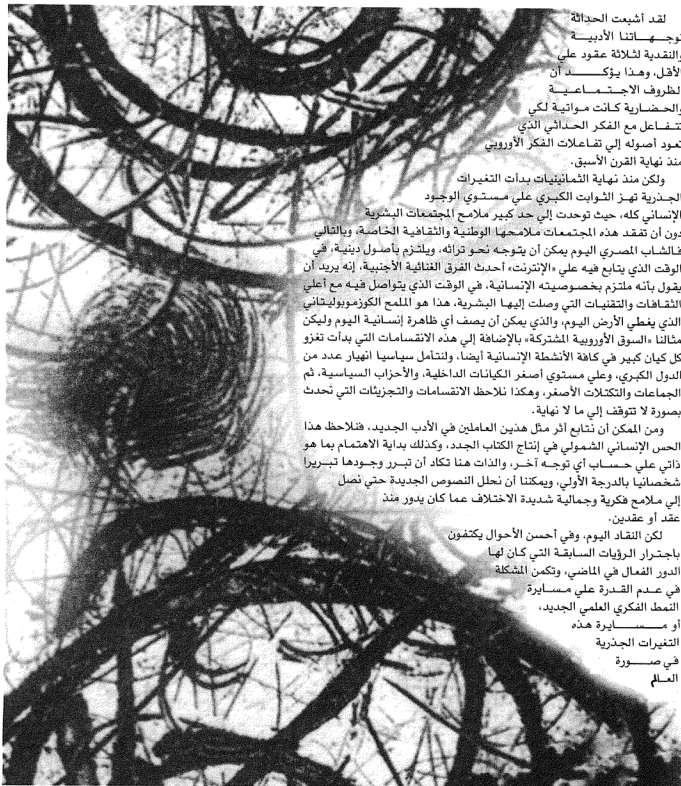 لقد أشبعت الحداثة
توجهاتنا الأدبية
والنقدية لثلاثة عقود علي
الأقل، وهذا يؤكد أن
الظروف الاجتماعية
والحضارية كانت مواتية لكي
تتفاعل مع الفكر الحداثي الذي
تعود أصوله إلي تفاعلات الفكر الأوروبي
منذ نهاية القرن الأسبق.
ولكن منذ نهاية الثمانينيات بدأت التغيرات
الجذرية تهز الثوابت الكبري علي مستوي الوجود
الإنساني كله، حيث توحدت إلي حد كبير ملامح المجتمعات البشرية
دون أن تفقد هذه المجتمعات ملامحها الوطنية والثقافية الخاصة، وبالتالي
فالشاب المصري اليوم يمكن أن يتوجه نحو تراثه، ويلتزم بأصول دينية، في
الوقت الذي يتابع فيه علي «الإنترنت» أحدث الفرق الغنائية الأجنبية، إنه يريد أن
يقول بأنه ملتزم بخصوصيته الإنسانية، في الوقت الذي يتواصل فيه مع أعلي
الثقافات والتقنيات التي وصلت إليها البشرية، هذا هو الملمح الكوزموبوليتاني
الذي يغطي الأرض اليوم، والذي يمكن أن يصف أي ظاهرة إنسانية اليوم وليكن
مثالنا «السوق الأوروبية المشتركة» بالإضافة إلي هذه الانقسامات التي بدأت تغزو
كل كيان كبير في كافة الأنشطة الإنسانية أيضا، ولنتأمل سياسيا انهيار عدد من
الدول الكبري، وعلي مستوي أصغر الكيانات الداخلية، والأحزاب السياسية، ثم
الجماعات والتكتلات الأصغر، وهكذا نلاحظ الانقسامات والتجزيئات التي تحدث
بصورة لا تتوقف إلي ما لا نهاية.
ومن الممكن أن نتابع أثر مثل هذين العاملين في الأدب الجديد، فنلاحظ هذا
الحس الإنساني الشمولي في إنتاج الكتاب الجدد، وكذلك بداية الاهتمام بما هو
ذاتي علي حساب أي توجه آخر، والذات هنا تكاد أن تبرر وجودها تبريرا
شخصانيا بالدرجة الأولي، ويمكننا أن نحلل النصوص الجديدة حتي نصل
إلي ملامح فكرية وجمالية شديدة الاختلاف عما كان يدور منذ
عقد أو عقدين.
لكن النقاد اليوم، وفي أحسن الأحوال يكتفون
باجترار الرؤيات السابقة التي كان لها
الدور الفعال في الماضي، وتكمن المشكلة
في عدم القدرة علي مسايرة
النمط الفكري العلمي الجديد،
أو مسايرة هذه
التغيرات الجذرية
في صورة
العالم